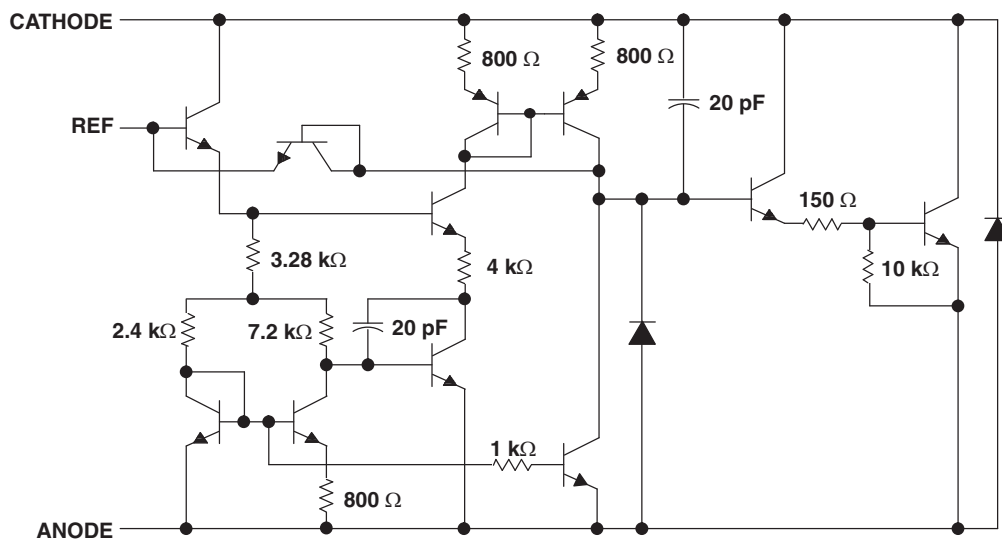 CATHODE
800 Ω
800 Ω
20 pF
REF
150 Ω
3.28 kΩ
4 kΩ
10 kΩ
2.4 kΩ
7.2 kΩ
20 pF
1 kΩ
800 Ω
ANODE